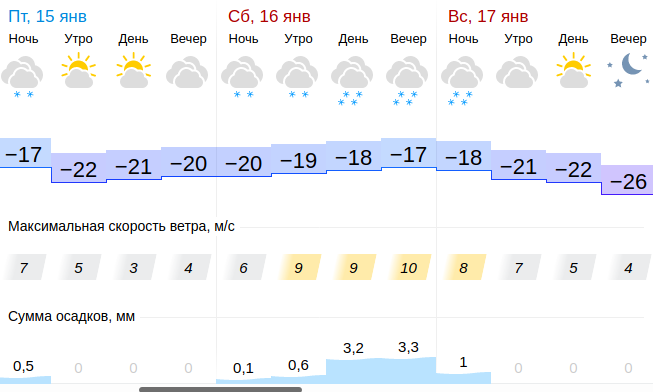 Пт, 15 янв Сб, 16 янв Вс, 17 янв
Ночь Утро День Вечер Ночь Утро День Вечер Ночь Утро День Вечер
−17 −22 −21 −20 −20 −19 −18 −17 −18 −21 −22 −26
Максимальная скорость ветра, м/с
7 5 3 4 6 9 9 10 8 7 5 4
Сумма осадков, мм
0,5 0 0 0 0,1 0,6 3,2 3,3 1 0 0 0